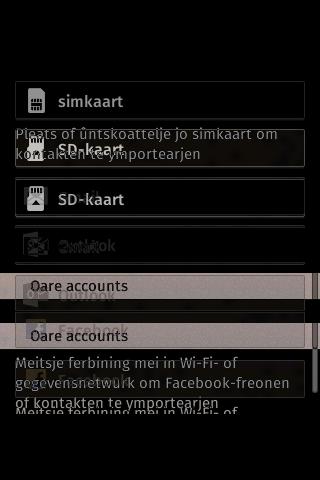 simkaart
Pleats of ûntskoattelje jo simkaart om
kontakten te ymportearjen
SD-kaart
SD-kaart
Outlook
Oare accounts
Outlook
Facebook
Oare accounts
Meitsje ferbining mei in Wi-Fi- of
gegevensnetwurk om Facebook-freonen
of kontakten te ymportearjen
Meitsje ferbining mei in Wi-Fi- of